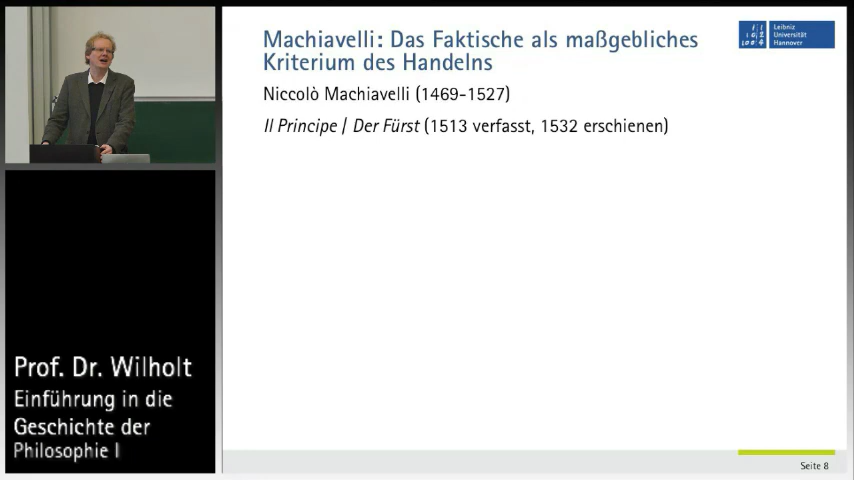 Machiavelli: Das Faktische als maßgebliches
Kriterium des Handelns
Niccolò Machiavelli (1469-1527)
Il Principe / Der Fürst (1513 verfasst, 1532 erschienen)
Leibniz
Universität
Hannover
Prof. Dr. Wilholt
Einführung in die
Geschichte der
Philosophie I
Seite 8